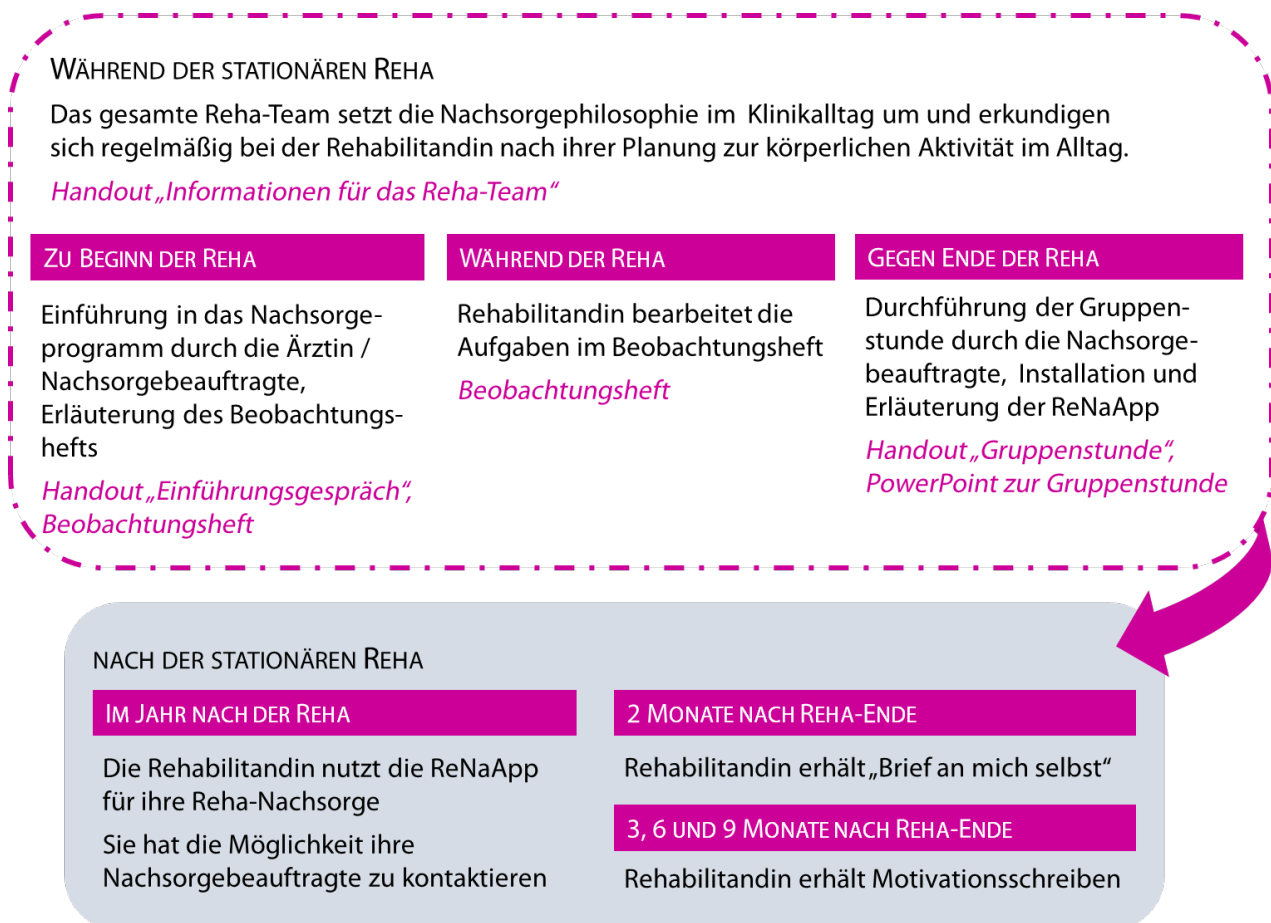 WÄHREND DER STATIONÄREN REHA
Das gesamte Reha-Team setzt die Nachsorgephilosophie im Klinikalltag um und erkundigen
sich regelmäßig bei der Rehabilitandin nach ihrer Planung zur körperlichen Aktivität im Alltag.
Handout „Informationen für das Reha-Team“
ZU BEGINN DER REHA
Einführung in das Nachsorge-
programm durch die Ärztin /
Nachsorgebeauftragte,
Erläuterung des Beobachtungs-
hefts
Handout „Einführungsgespräch“,
Beobachtungsheft
WÄHREND DER REHA
Rehabilitandin bearbeitet die
Aufgaben im Beobachtungsheft
Beobachtungsheft
GEGEN ENDE DER REHA
Durchführung der Gruppen-
stunde durch die Nachsorge-
beauftragte, Installation und
Erläuterung der ReNaApp
Handout „Gruppenstunde“,
PowerPoint zur Gruppenstunde
NACH DER STATIONÄREN REHA
IM JAHR NACH DER REHA
Die Rehabilitandin nutzt die ReNaApp
für ihre Reha-Nachsorge
Sie hat die Möglichkeit ihre
Nachsorgebeauftragte zu kontaktieren
2 MONATE NACH REHA-ENDE
Rehabilitandin erhält „Brief an mich selbst“
3, 6 UND 9 MONATE NACH REHA-ENDE
Rehabilitandin erhält Motivationsschreiben